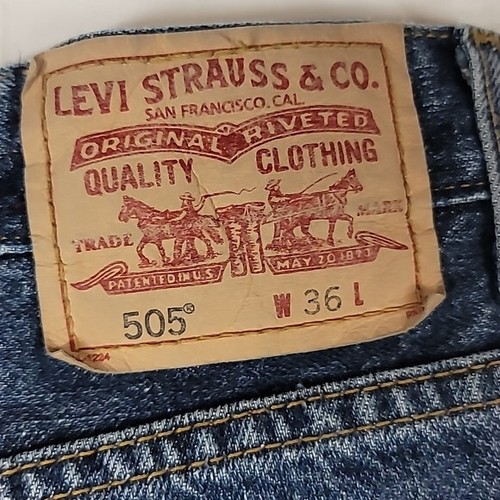 LEVI STRAUSS & CO.
SAN FRANCISCO, CAL.
ORIGINAL RIVETED
QUALITY CLOTHING
TRADE MARK
PATENTED IN U.S. MAY 20 1873
505® W 36 L
1224